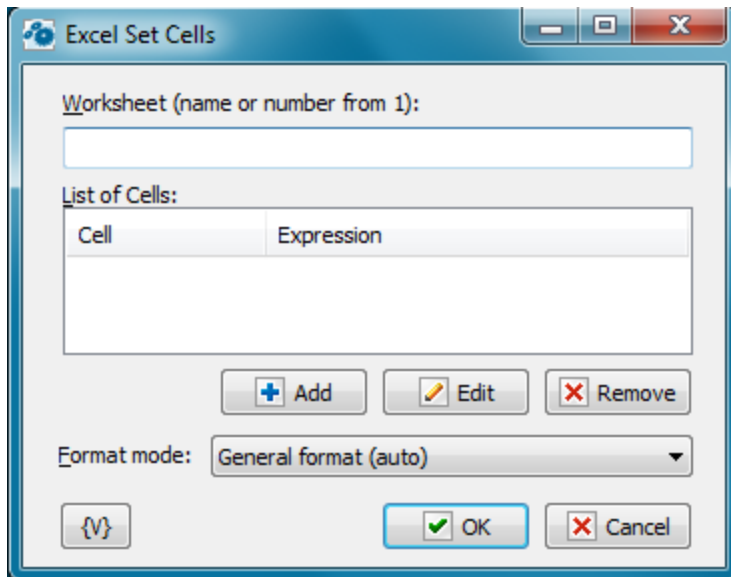 Excel Set Cells
Worksheet (name or number from 1):
List of Cells:
Cell Expression
Add Edit Remove
Format mode: General format (auto)
{V} OK Cancel